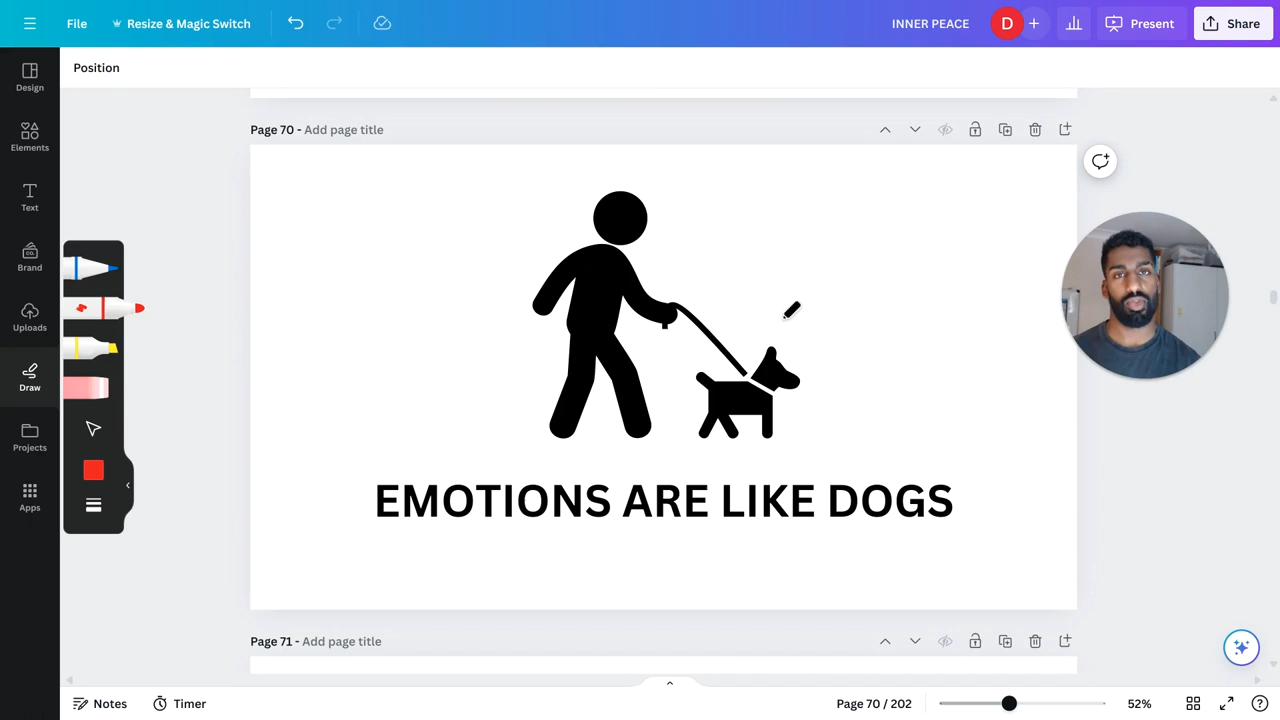 File
Resize & Magic Switch
INNER PEACE
D
Present
Share
Position
Design
Elements
Text
Brand
CO.
Uploads
Draw
Projects
Apps
Page 70 - Add page title
EMOTIONS ARE LIKE DOGS
Page 71 - Add page title
Notes
Timer
Page 70 / 202
52%